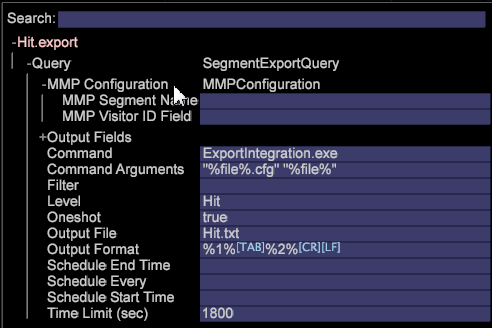 Search:
-Hit.export
-Query SegmentExportQuery
-MMP Configuration MMPConfiguration
MMP Segment Name
MMP Visitor ID Field
+Output Fields
Command ExportIntegration.exe
Command Arguments "%file%.cfg" "%file%"
Filter
Level Hit
Oneshot true
Output File Hit.txt
Output Format %1%[TAB]%2%[CR][LF]
Schedule End Time
Schedule Every
Schedule Start Time
Time Limit (sec) 1800